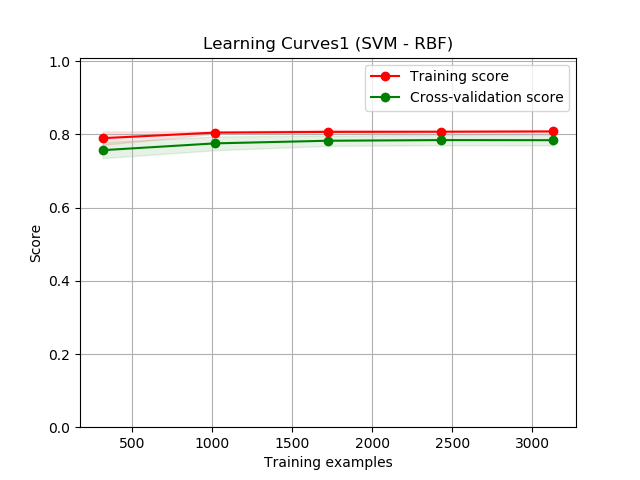 Learning Curves1 (SVM - RBF)
Training score
Cross-validation score
1.0
0.8
0.6
0.4
0.2
0.0
Score
500 1000 1500 2000 2500 3000
Training examples